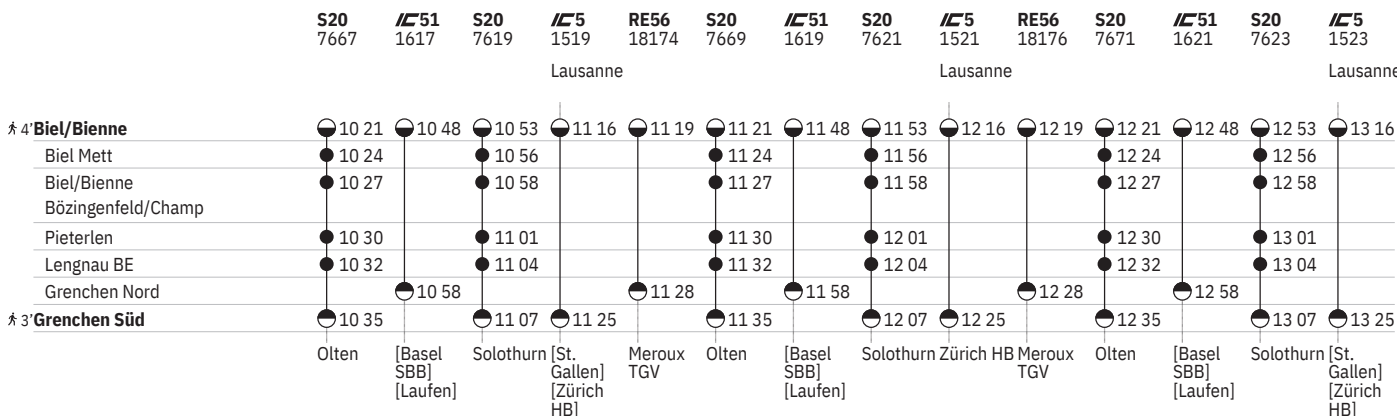 S20 IC51 S20 IC5 RE56 S20 IC51 S20 IC5 RE56 S20 IC51 S20 IC5
7667 1617 7619 1519 18174 7669 1619 7621 1521 18176 7671 1621 7623 1523
Lausanne Lausanne Lausanne
4' Biel/Bienne 10 21 10 48 10 53 11 16 11 19 11 21 11 48 11 53 12 16 12 19 12 21 12 48 12 53 13 16
Biel Mett 10 24 10 56 11 24 11 56 12 24 12 56
Biel/Bienne 10 27 10 58 11 27 11 58 12 27 12 58
Bözingenfeld/Champ
Pieterlen 10 30 11 01 11 30 12 01 12 30 13 01
Lengnau BE 10 32 11 04 11 32 12 04 12 32 13 04
Grenchen Nord 10 58 11 28 11 58 12 28 12 58
3' Grenchen Süd 10 35 11 07 11 25 11 35 12 07 12 25 12 35 13 07 13 25
Olten [Basel Solothurn [St. Meroux Olten [Basel Solothurn Zürich HB Meroux Olten [Basel Solothurn [St.
SBB] Gallen] TGV SBB] TGV SBB] Gallen]
[Laufen] [Zürich [Laufen] [Laufen] [Zürich
HB] HB]